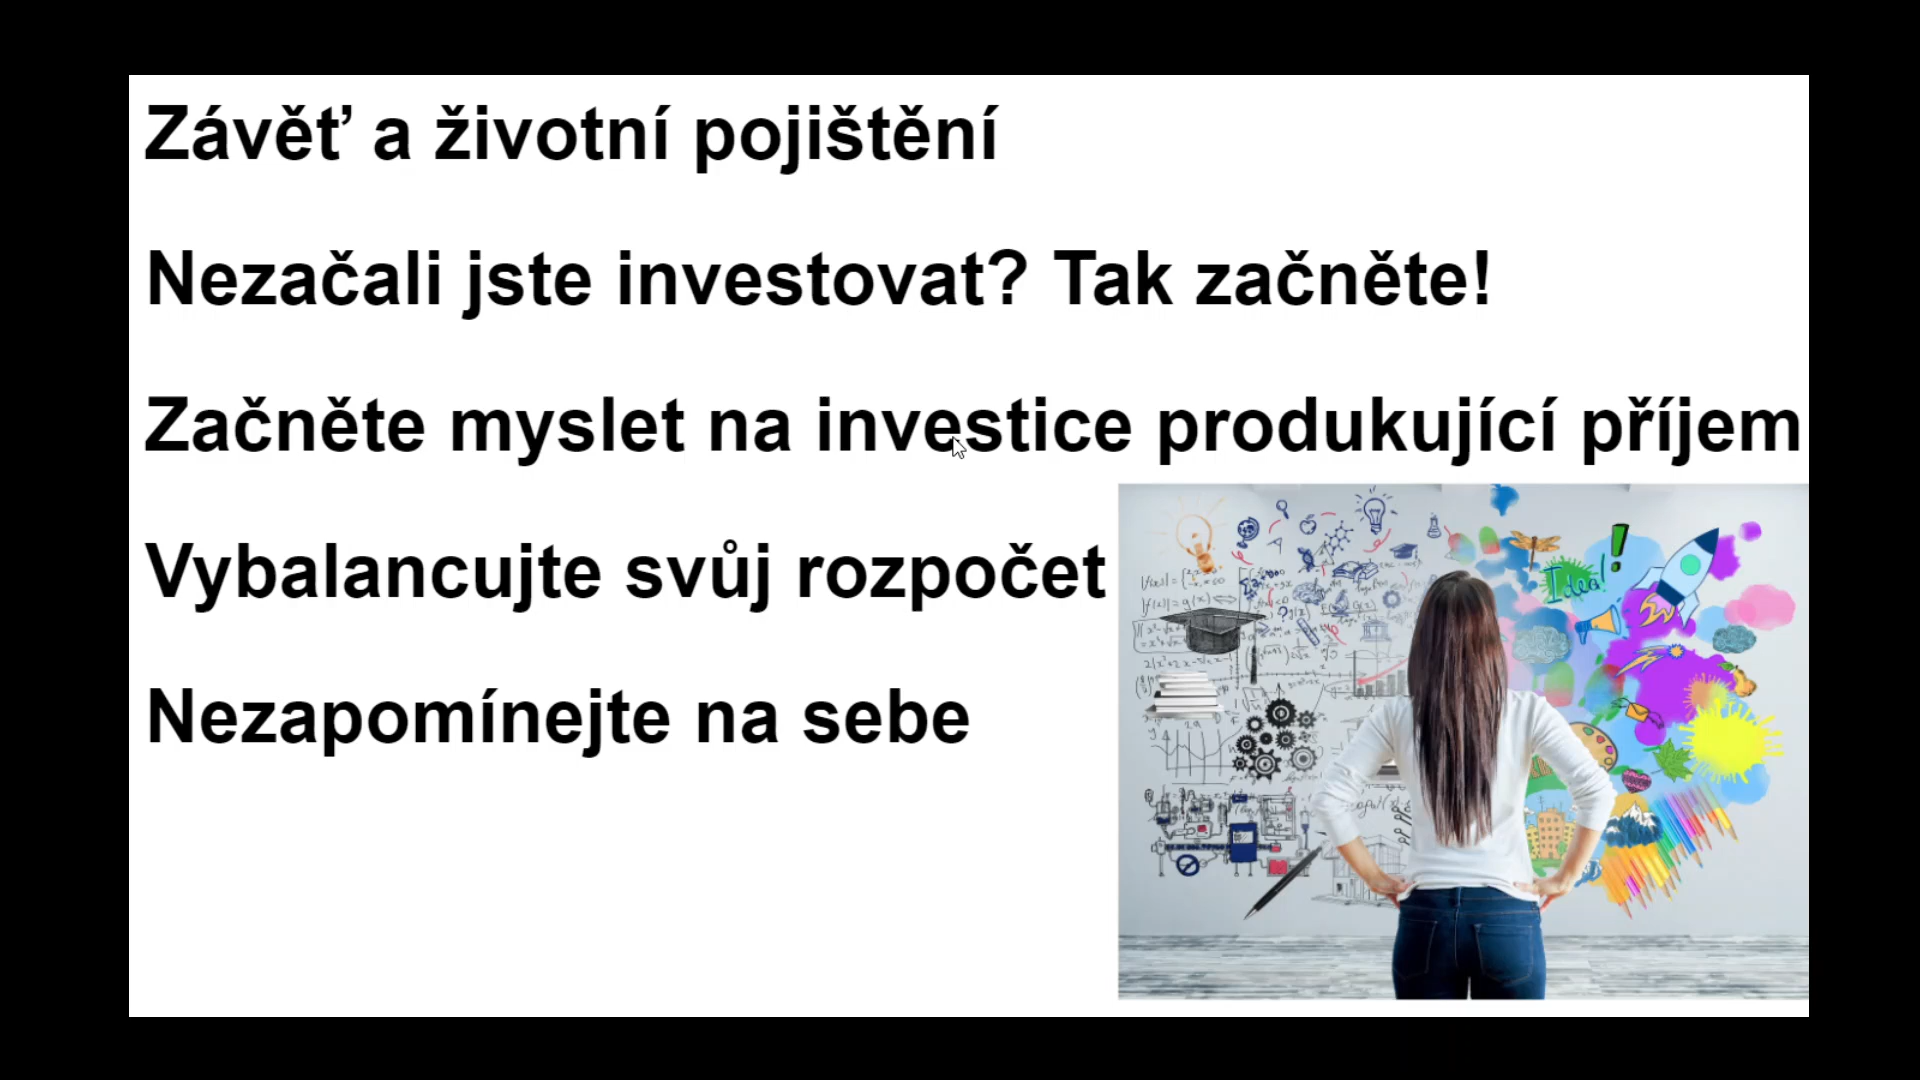 Závěť a životní pojištění
Nezačali jste investovat? Tak začněte!
Začněte myslet na investice produkující příjem
Vybalancujte svůj rozpočet
Nezapomínejte na sebe
Idea!